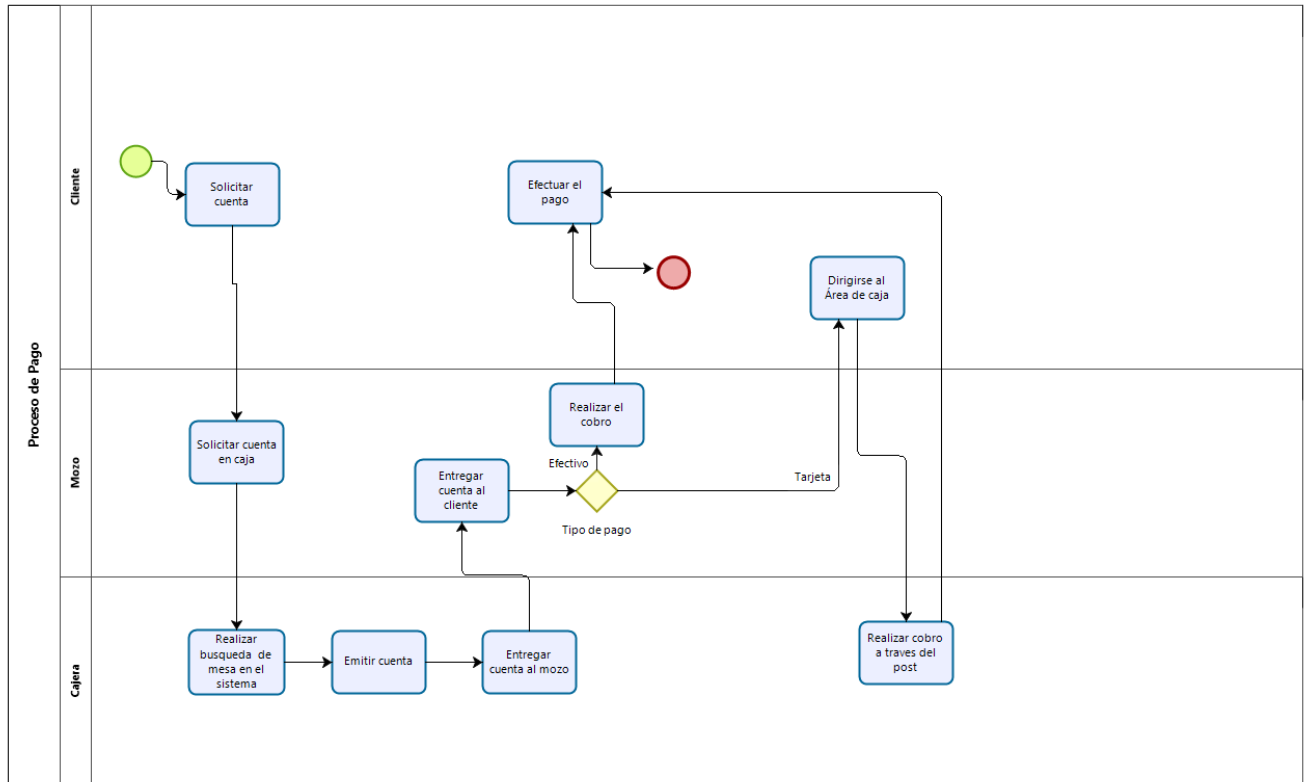 Proceso de Pago
Cliente
Solicitar
cuenta
Efectuar el
pago
Dirigirse al
Área de caja
Mozo
Solicitar cuenta
en caja
Entregar
cuenta al
cliente
Realizar el
cobro
Efectivo
Tipo de pago
Tarjeta
Cajera
Realizar
busqueda de
mesa en el
sistema
Emitir cuenta
Entregar
cuenta al mozo
Realizar cobro
a traves del
post